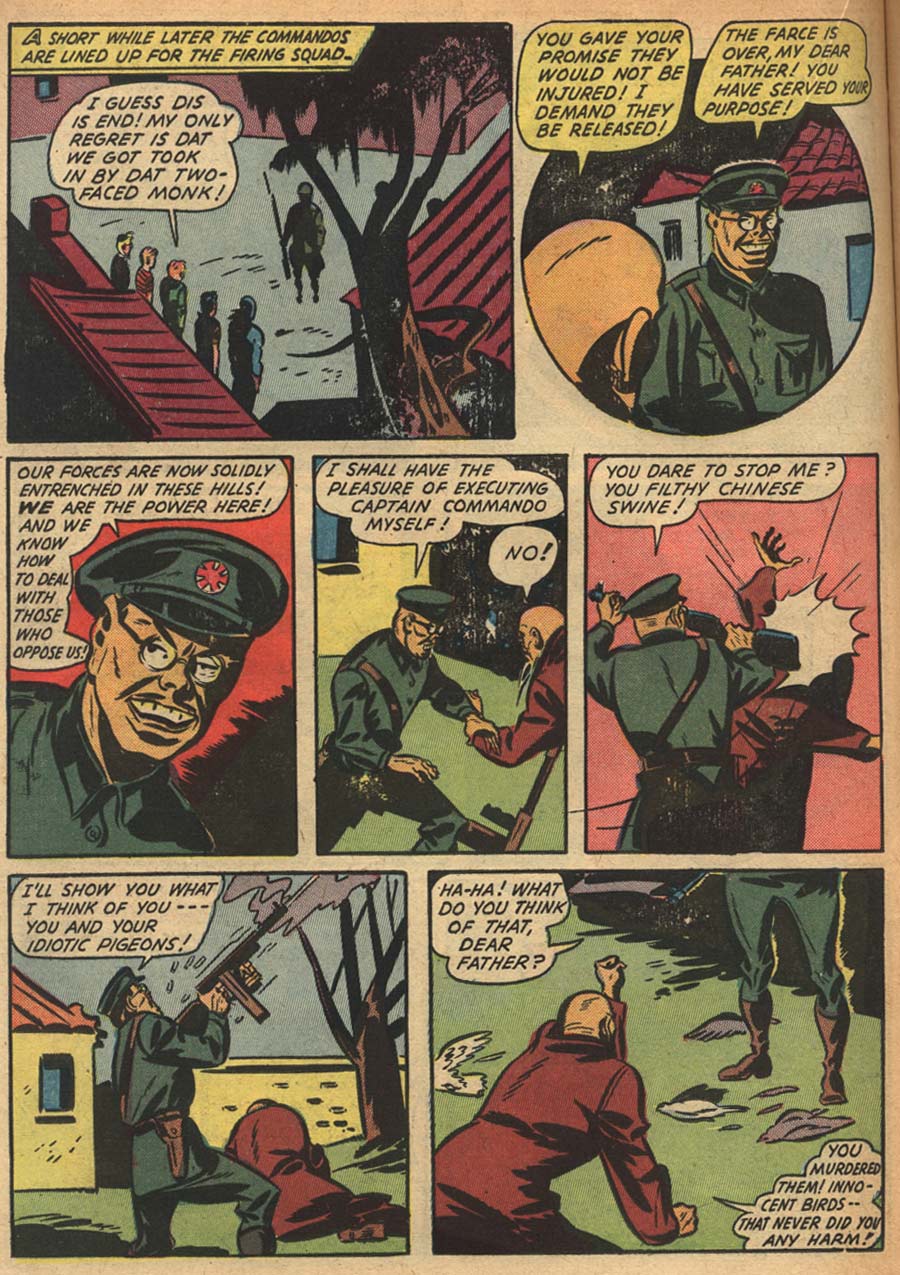 A SHORT WHILE LATER THE COMMANDOS
ARE LINED UP FOR THE FIRING SQUAD--
I GUESS DIS
IS END! MY ONLY
REGRET IS DAT
WE GOT TOOK
IN BY DAT TWO-
FACED MONK!
YOU GAVE YOUR
PROMISE THEY
WOULD NOT BE
INJURED! I
DEMAND THEY
BE RELEASED!
THE FARCE IS
OVER, MY DEAR
FATHER! YOU
HAVE SERVED YOUR
PURPOSE!
OUR FORCES ARE NOW SOLIDLY
ENTRENCHED IN THESE HILLS!
WE ARE THE POWER HERE!
AND WE
KNOW
HOW
TO DEAL
WITH
THOSE
WHO
OPPOSE US!
I SHALL HAVE THE
PLEASURE OF EXECUTING
CAPTAIN COMMANDO
MYSELF!
NO!
YOU DARE TO STOP ME?
YOU FILTHY CHINESE
SWINE!
I'LL SHOW YOU WHAT
I THINK OF YOU ---
YOU AND YOUR
IDIOTIC PIGEONS!
HA-HA! WHAT
DO YOU THINK
OF THAT,
DEAR
FATHER?
YOU
MURDERED
THEM! INNO-
CENT BIRDS--
THAT NEVER DID YOU
ANY HARM!